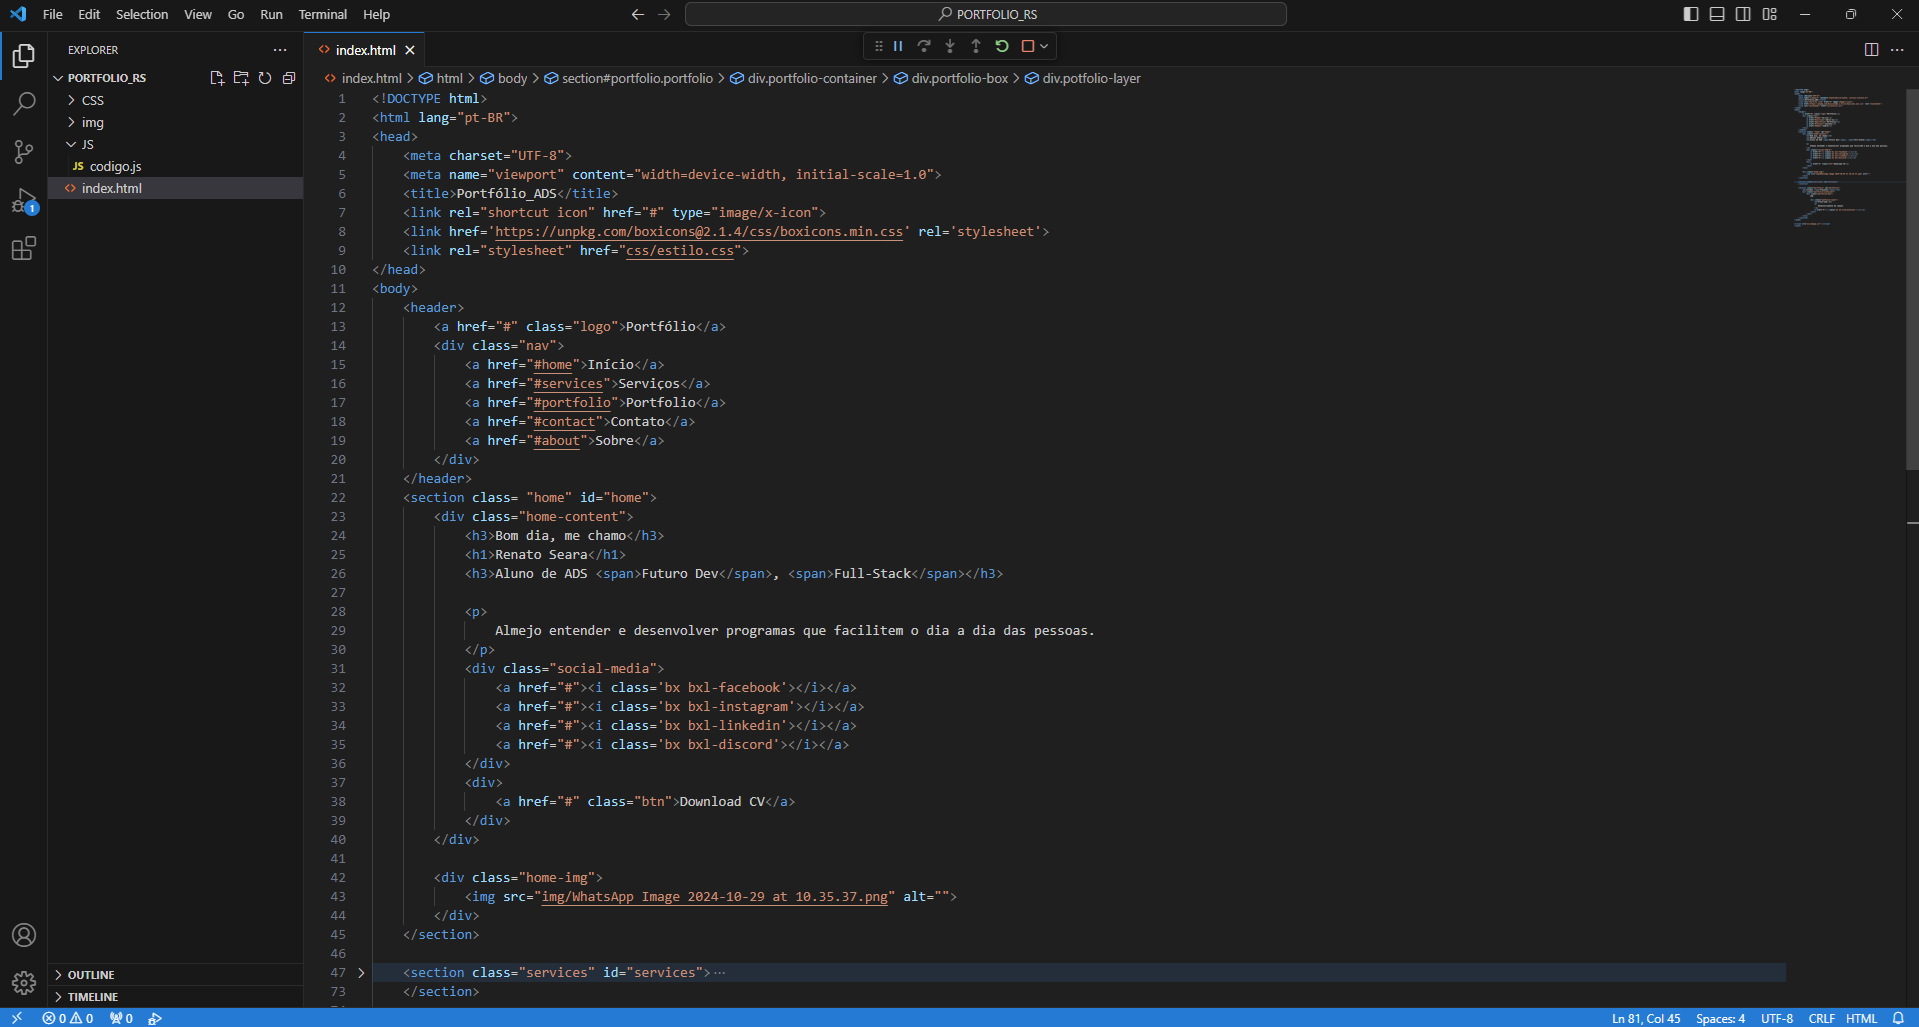 File Edit Selection View Go Run Terminal Help
PORTFOLIO_RS
EXPLORER
PORTFOLIO_RS
CSS
img
JS
JS codigo.js
index.html
OUTLINE
TIMELINE
1
index.html
index.html > html > body > section#portfolio.portfolio > div.portfolio-container > div.portfolio-box > div.potfolio-layer
1 <!DOCTYPE html>
2 <html lang="pt-BR">
3 <head>
4 <meta charset="UTF-8">
5 <meta name="viewport" content="width=device-width, initial-scale=1.0">
6 <title>Portfólio_ADS</title>
7 <link rel="shortcut icon" href="#" type="image/x-icon">
8 <link href='https://unpkg.com/boxicons@2.1.4/css/boxicons.min.css' rel='stylesheet'>
9 <link rel="stylesheet" href="css/estilo.css">
10 </head>
11 <body>
12 <header>
13 <a href="#" class="logo">Portfólio</a>
14 <div class="nav">
15 <a href="#home">Início</a>
16 <a href="#services">Serviços</a>
17 <a href="#portfolio">Portfolio</a>
18 <a href="#contact">Contato</a>
19 <a href="#about">Sobre</a>
20 </div>
21 </header>
22 <section class= "home" id="home">
23 <div class="home-content">
24 <h3>Bom dia, me chamo</h3>
25 <h1>Renato Seara</h1>
26 <h3>Aluno de ADS <span>Futuro Dev</span>, <span>Full-Stack</span></h3>
27
28 <p>
29 Almejo entender e desenvolver programas que facilitem o dia a dia das pessoas.
30 </p>
31 <div class="social-media">
32 <a href="#"><i class='bx bxl-facebook'></i></a>
33 <a href="#"><i class='bx bxl-instagram'></i></a>
34 <a href="#"><i class='bx bxl-linkedin'></i></a>
35 <a href="#"><i class='bx bxl-discord'></i></a>
36 </div>
37 <div>
38 <a href="#" class="btn">Download CV</a>
39 </div>
40 </div>
41
42 <div class="home-img">
43 <img src="img/WhatsApp Image 2024-10-29 at 10.35.37.png" alt="">
44 </div>
45 </section>
46
47 <section class="services" id="services">⋯
73 </section>
0 0 0 Ln 81, Col 45 Spaces: 4 UTF-8 CRLF HTML